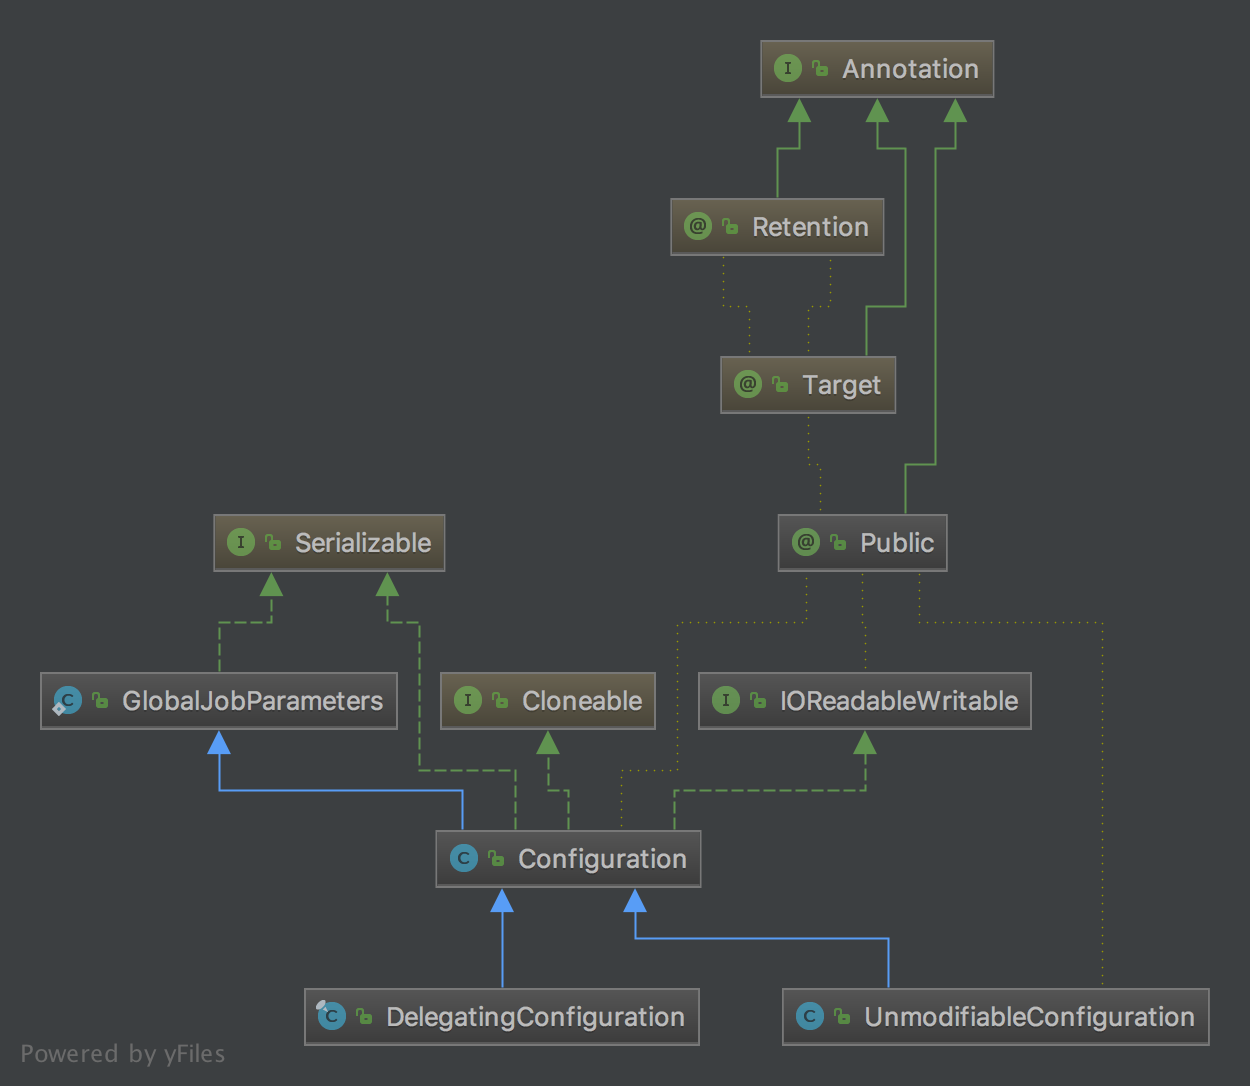 I Annotation
@ Retention
@ Target
I Serializable
@ Public
C GlobalJobParameters
I Cloneable
I IOReadableWritable
C Configuration
C DelegatingConfiguration
C UnmodifiableConfiguration
Powered by yFiles